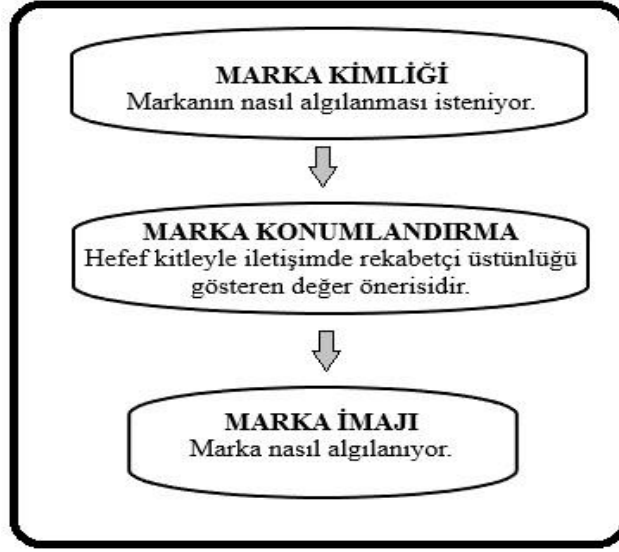 MARKA KİMLİĞİ
Markanın nasıl algılanması isteniyor.
MARKA KONUMLANDIRMA
Hefef kitleyle iletişimde rekabetçi üstünlüğü
gösteren değer önerisidir.
MARKA İMAJI
Marka nasıl algılanıyor.